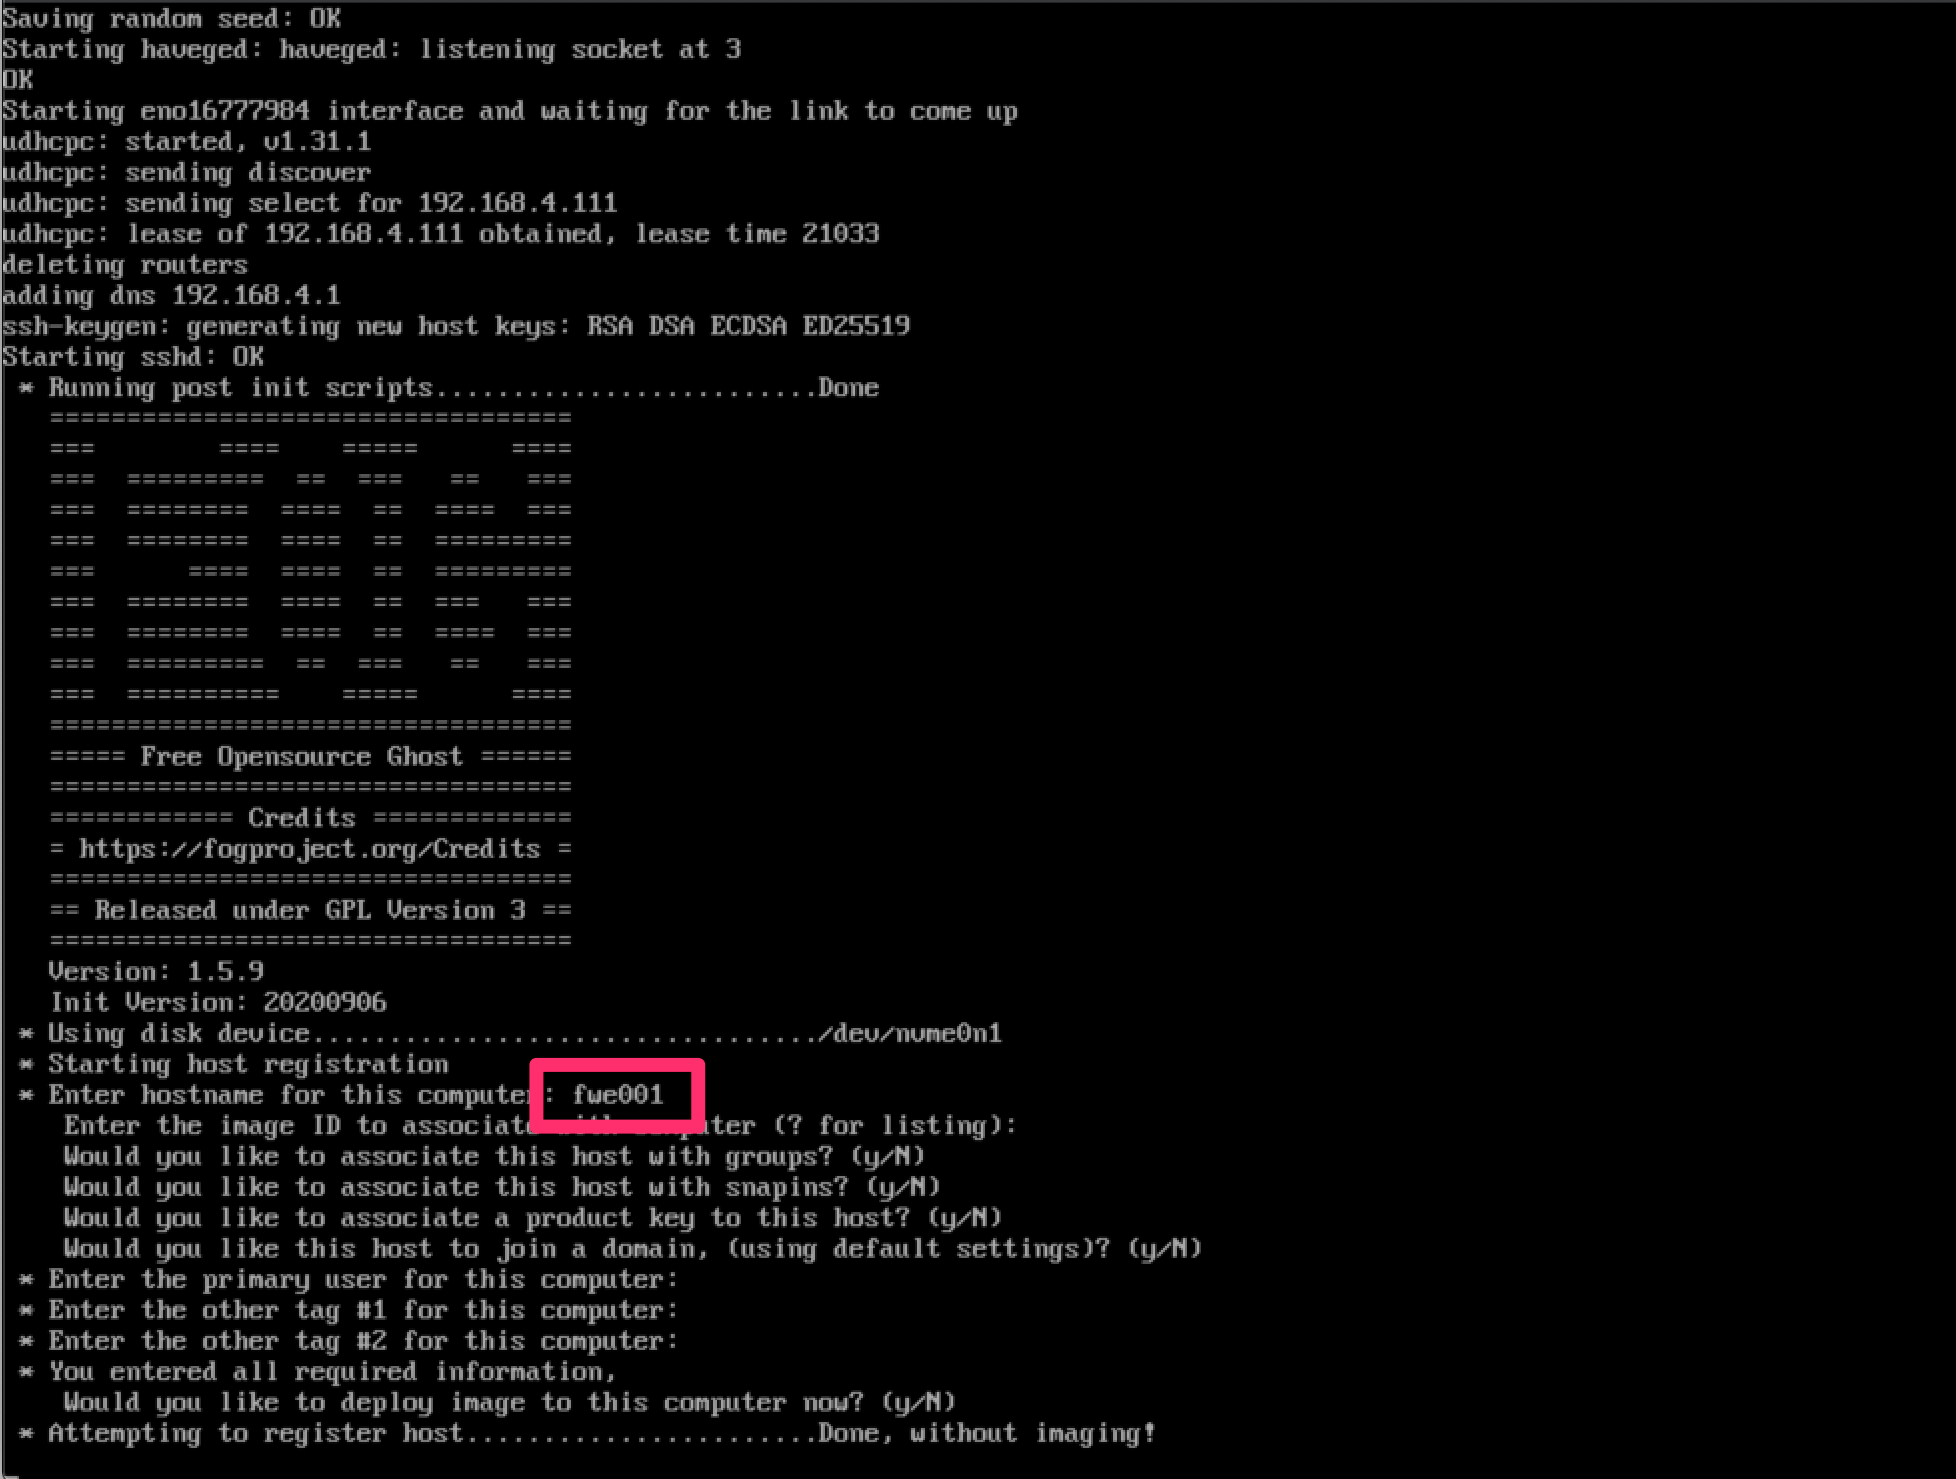 Saving random seed: OK
Starting haveged: haveged: listening socket at 3
OK
Starting eno16777984 interface and waiting for the link to come up
udhcpc: started, v1.31.1
udhcpc: sending discover
udhcpc: sending select for 192.168.4.111
udhcpc: lease of 192.168.4.111 obtained, lease time 21033
deleting routers
adding dns 192.168.4.1
ssh-keygen: generating new host keys: RSA DSA ECDSA ED25519
Starting sshd: OK
* Running post init scripts.........................Done
==================================
===        ====    =====      ====
===  =========  ==  ===   ==   ===
===  ========  ====  ==  ====  ===
===  ========  ====  ==  =========
===      ====  ====  ==  =========
===  ========  ====  ==  ===   ===
===  ========  ====  ==  ====  ===
===  =========  ==  ===   ==   ===
===  ==========    =====      ====
==================================
===== Free Opensource Ghost ======
==================================
============ Credits =============
= https://fogproject.org/Credits =
==================================
== Released under GPL Version 3 ==
==================================
Version: 1.5.9
Init Version: 20200906
* Using disk device................................./dev/nvme0n1
* Starting host registration
* Enter hostname for this computer: fwe001
Enter the image ID to associate with computer (? for listing):
Would you like to associate this host with groups? (y/N)
Would you like to associate this host with snapins? (y/N)
Would you like to associate a product key to this host? (y/N)
Would you like this host to join a domain, (using default settings)? (y/N)
* Enter the primary user for this computer:
* Enter the other tag #1 for this computer:
* Enter the other tag #2 for this computer:
* You entered all required information,
Would you like to deploy image to this computer now? (y/N)
* Attempting to register host.......................Done, without imaging!